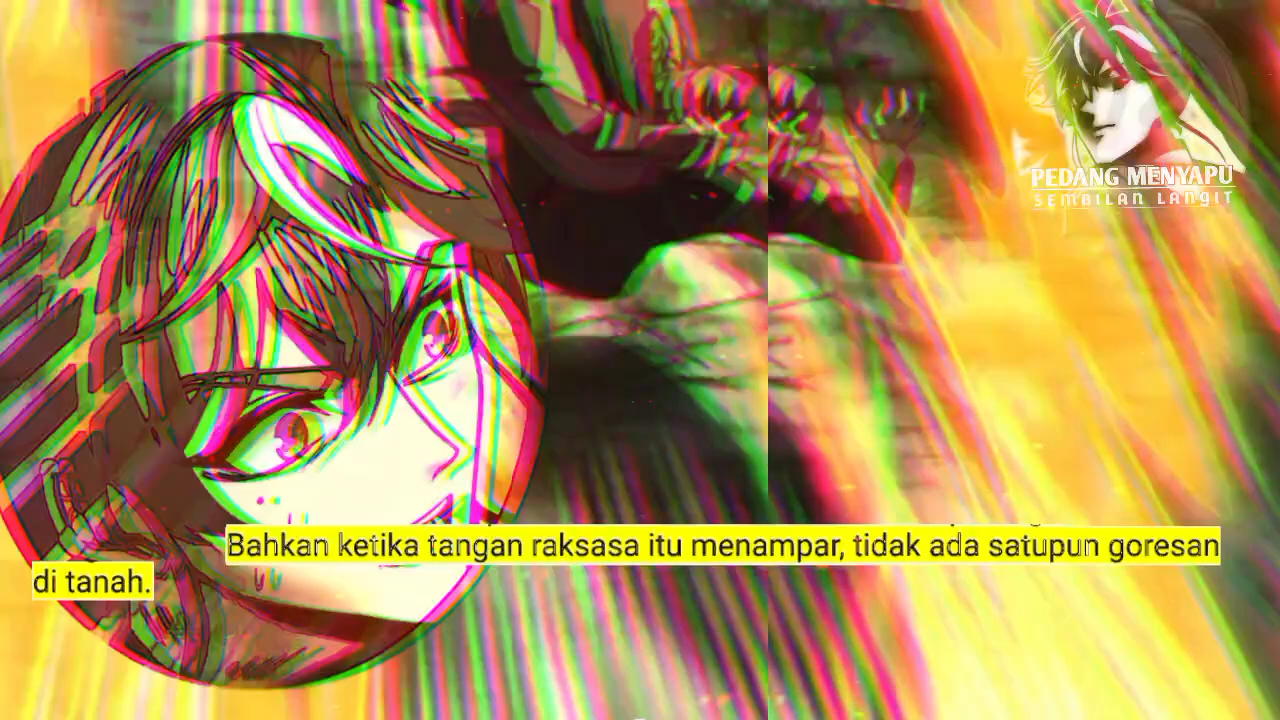 PEDANG MENYAPU
SEMBILAN LANGIT
Bahkan ketika tangan raksasa itu menampar, tidak ada satupun goresan
di tanah.